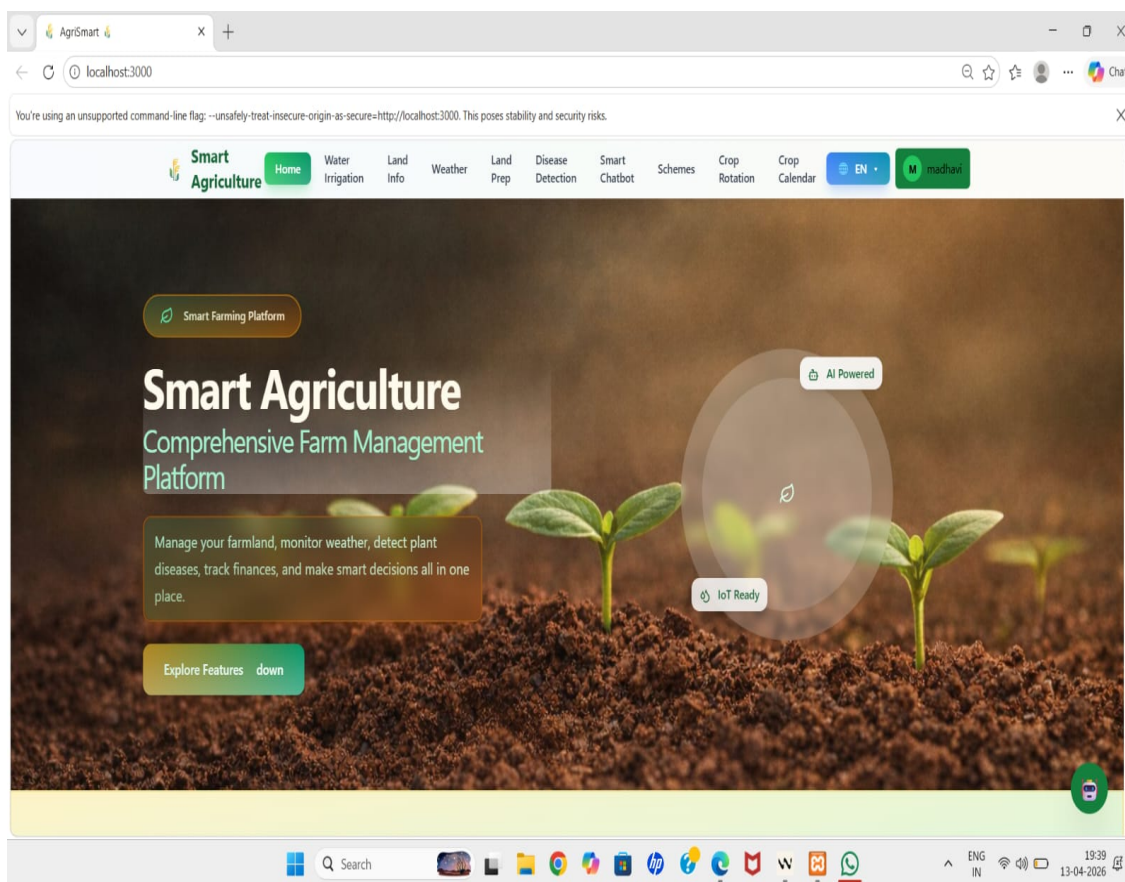 AgriSmart
localhost:3000
Chat
You're using an unsupported command-line flag: --unsafely-treat-insecure-origin-as-secure=http://localhost:3000. This poses stability and security risks.
Smart
Agriculture
Home
Water
Irrigation
Land
Info
Weather
Land
Prep
Disease
Detection
Smart
Chatbot
Schemes
Crop
Rotation
Crop
Calendar
EN
M madhavi
Smart Farming Platform
Smart Agriculture
Comprehensive Farm Management
Platform
Manage your farmland, monitor weather, detect plant
diseases, track finances, and make smart decisions all in one
place.
Explore Features down
AI Powered
IoT Ready
Search
hp
ENG
IN
19:39
13-04-2026